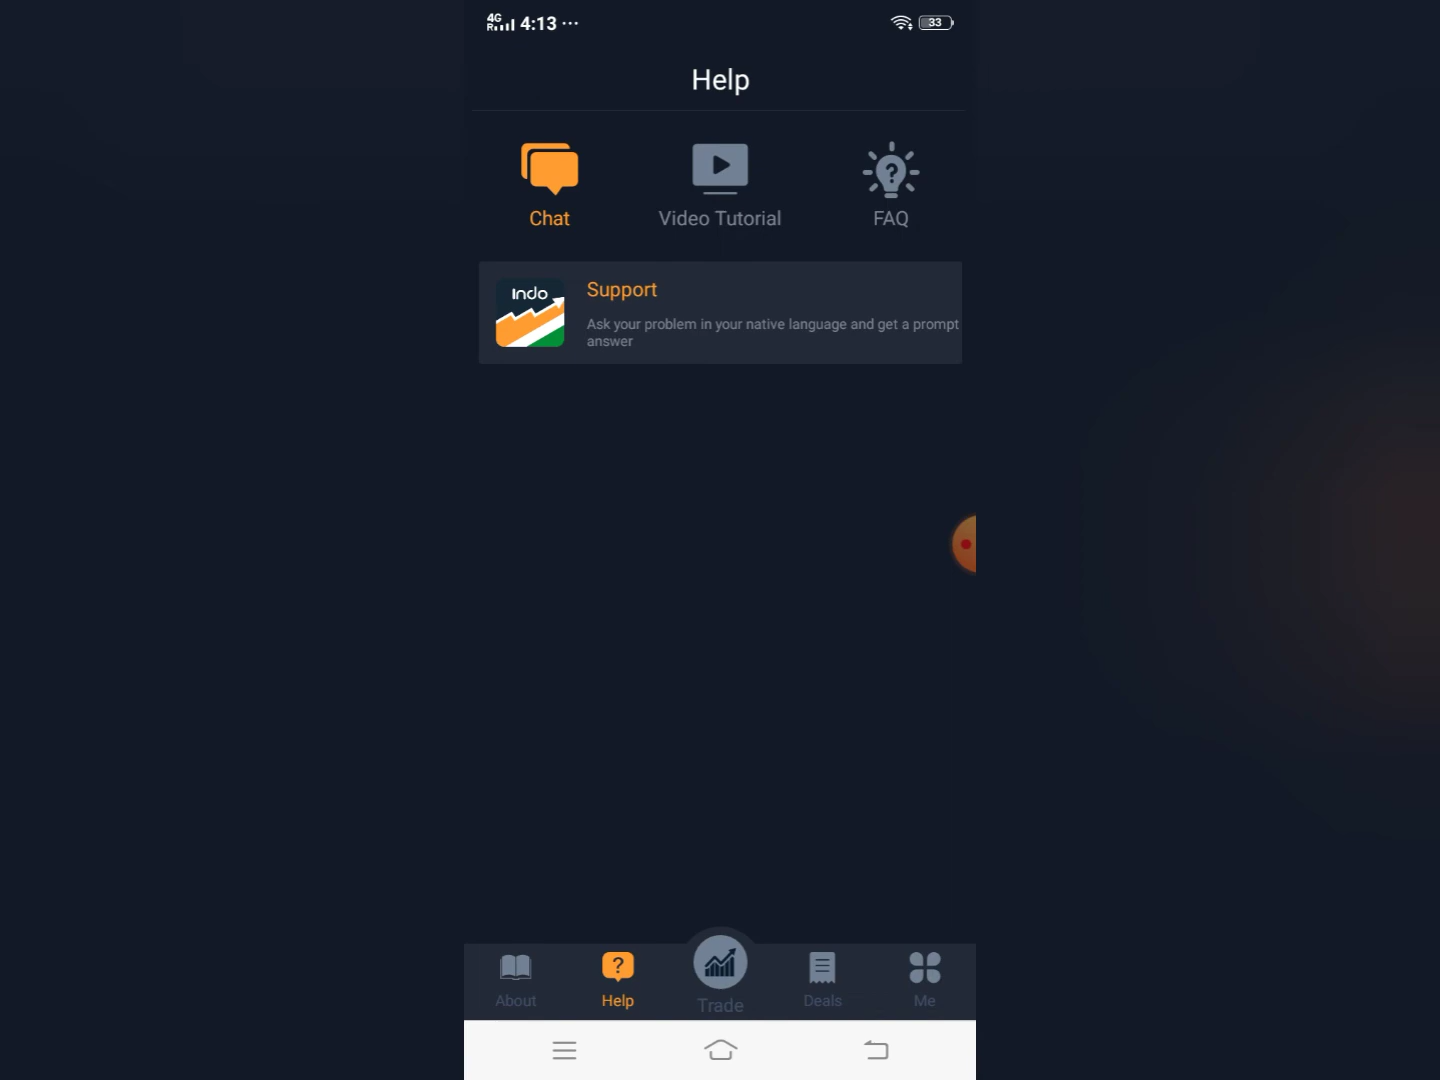 4G
R
4:13 ...
33
Help
Chat
Video Tutorial
?
FAQ
Indo
Support
Ask your problem in your native language and get a prompt
answer
About
?
Help
Trade
Deals
Me